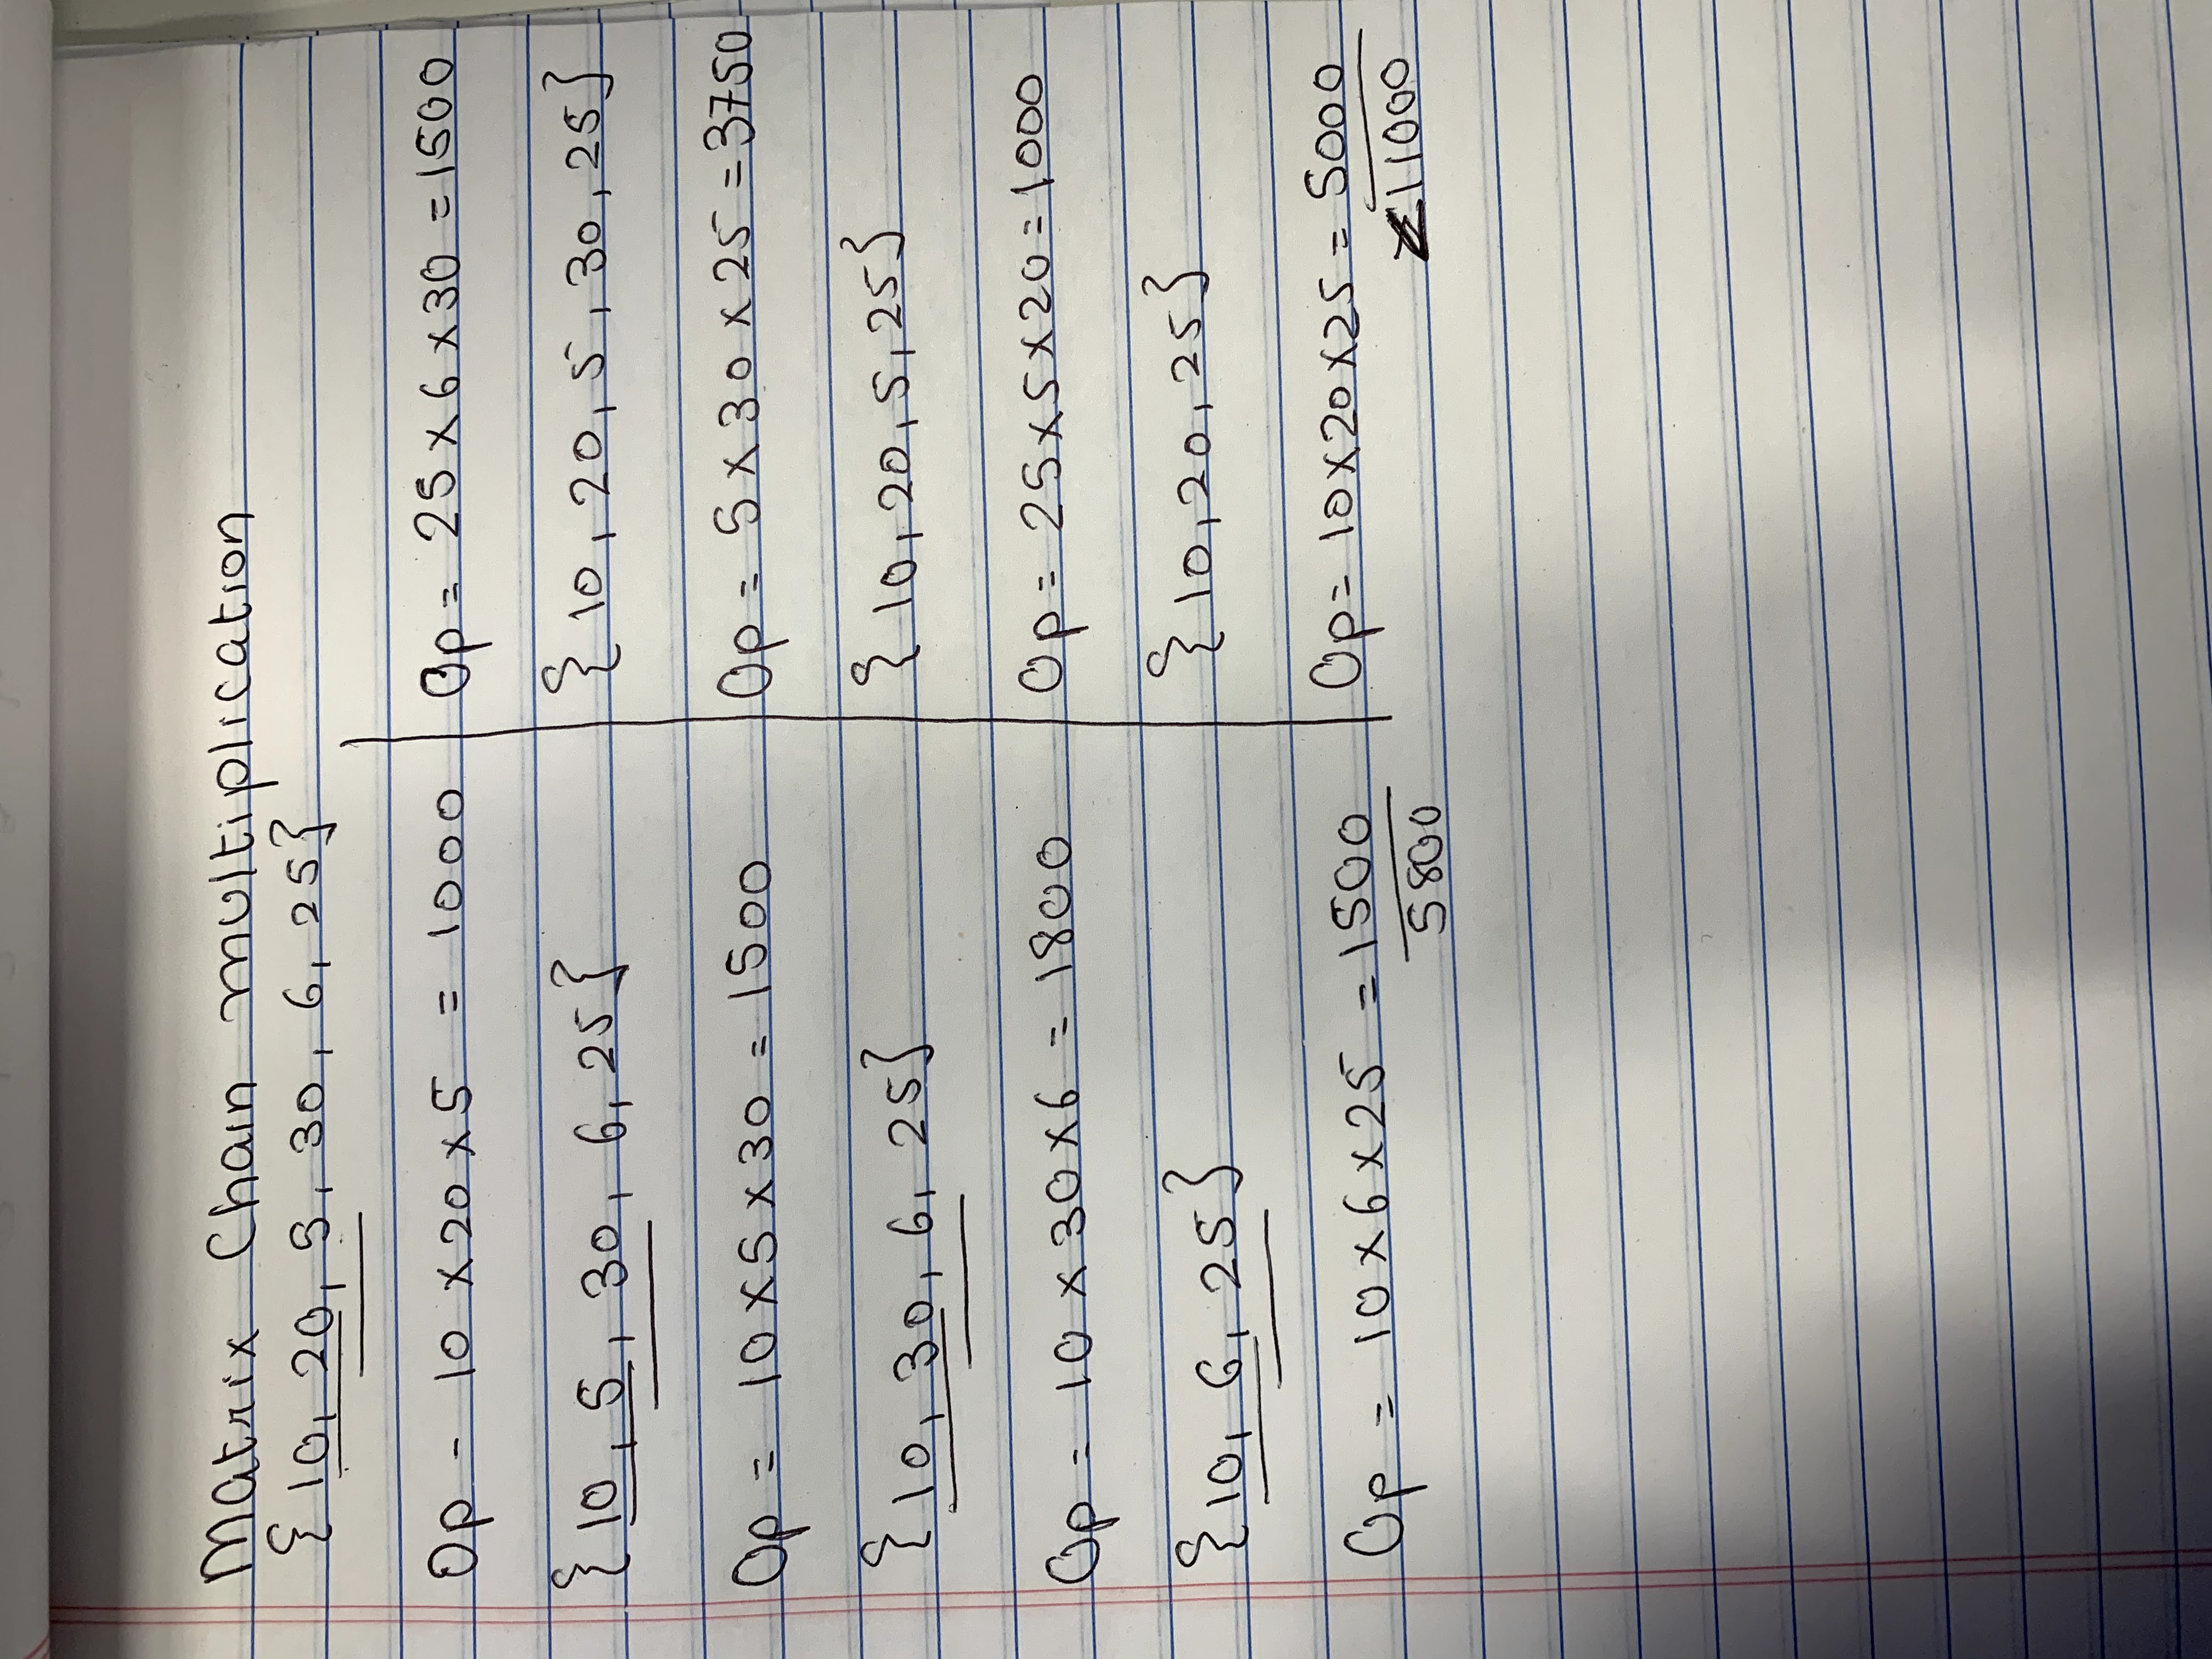 Matrix Chain multiplication
{10, 20, 5, 30, 6, 25}
Op - 10 x 20 x 5 = 1000
{10, 5, 30, 6, 25}
Op = 10 x 5 x 30 = 1500
{10, 30, 6, 25}
Op = 10 x 30 x 6 = 1800
{10, 6, 25}
Op = 10 x 6 x 25 = 1500
5800
Op = 25 x 6 x 30 = 1500
{10, 20, 5, 30, 25}
Op = 5 x 30 x 25 = 3750
{10, 20, 5, 25}
Op = 25 x 5 x 20 = 1000
{10, 20, 25}
Op = 10 x 20 x 25 = 5000
11000